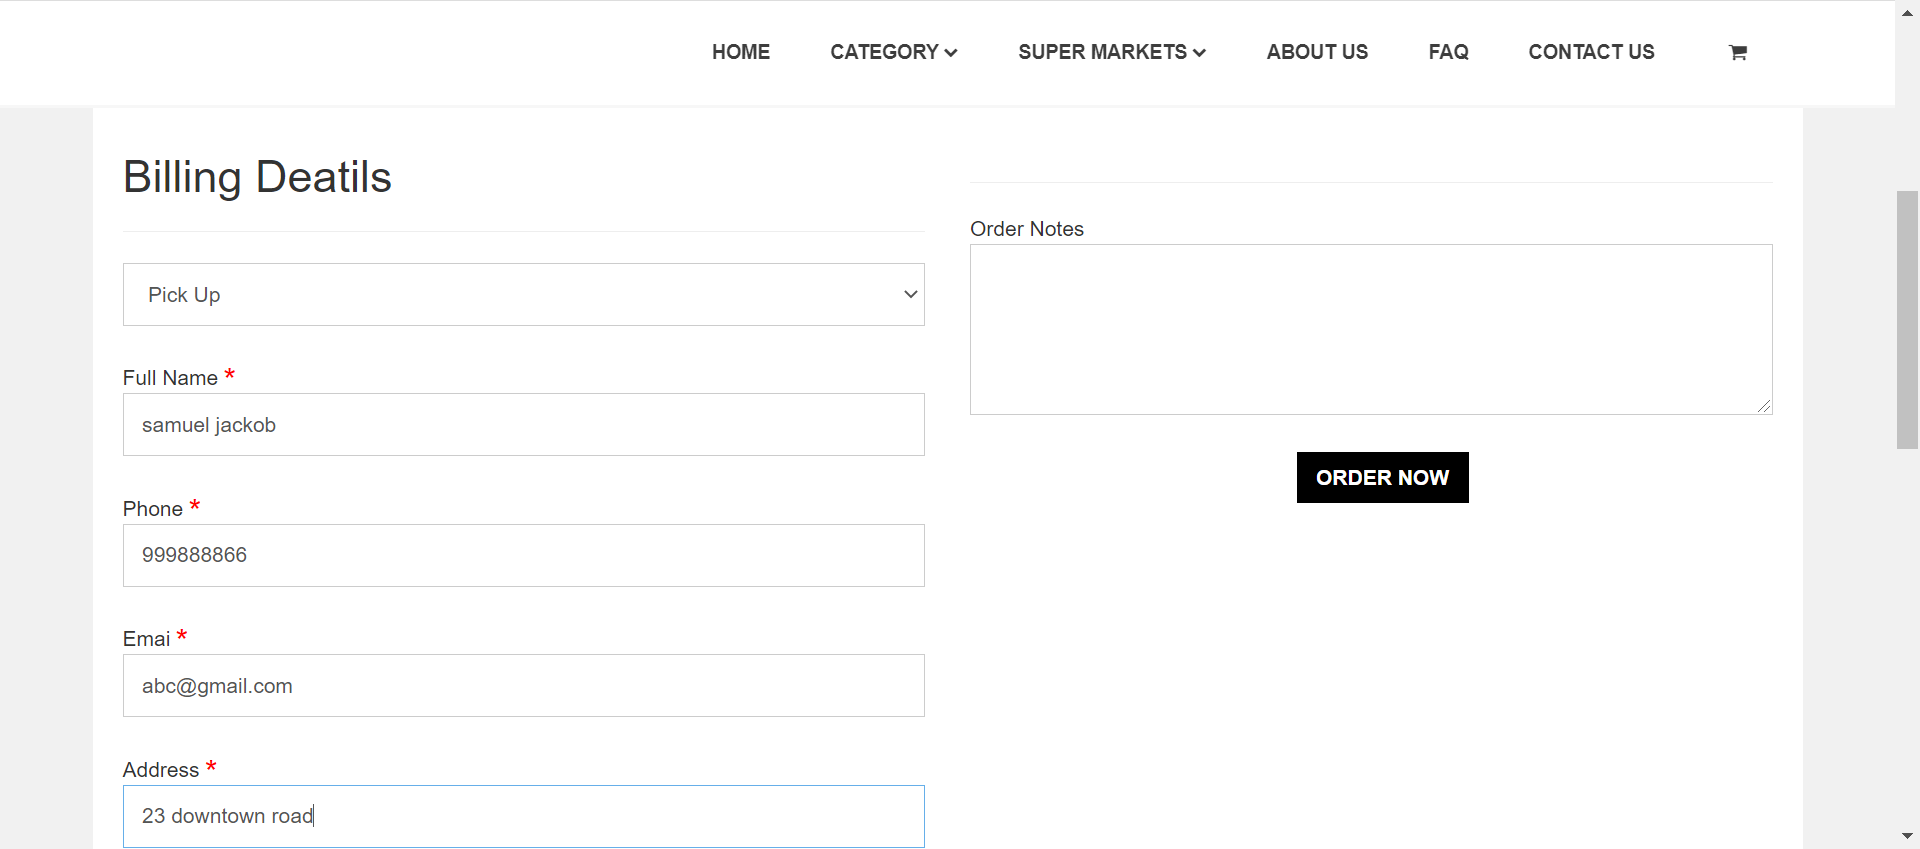 HOME CATEGORY SUPER MARKETS ABOUT US FAQ CONTACT US
Billing Deatils
Pick Up
Full Name *
samuel jackob
Phone *
999888866
Emai *
abc@gmail.com
Address *
23 downtown road
Order Notes
ORDER NOW